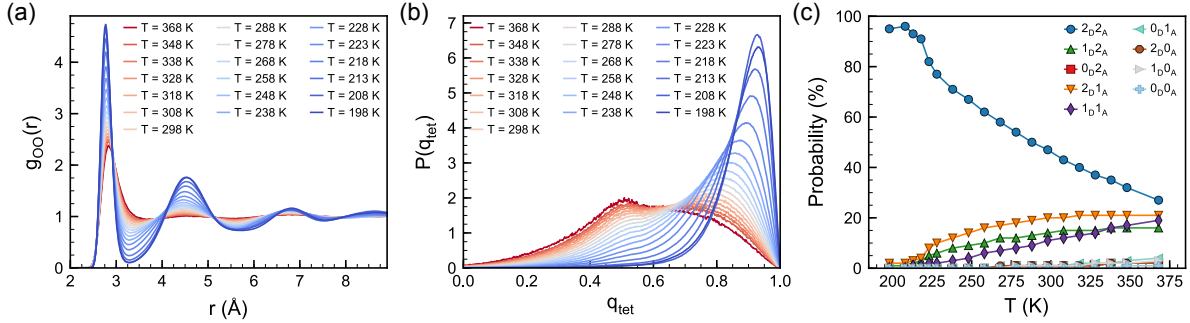 (a)
T = 368 K T = 288 K T = 228 K
T = 348 K T = 278 K T = 223 K
T = 338 K T = 268 K T = 218 K
T = 328 K T = 258 K T = 213 K
T = 318 K T = 248 K T = 208 K
T = 308 K T = 238 K T = 198 K
T = 298 K
g_OO(r)
4
3
2
1
0
2 3 4 5 6 7 8
r (Å)
(b)
T = 368 K T = 288 K T = 228 K
T = 348 K T = 278 K T = 223 K
T = 338 K T = 268 K T = 218 K
T = 328 K T = 258 K T = 213 K
T = 318 K T = 248 K T = 208 K
T = 308 K T = 238 K T = 198 K
T = 298 K
P(q_tet)
7
6
5
4
3
2
1
0
0.0 0.2 0.4 0.6 0.8 1.0
q_tet
(c)
2_D2_A 0_D1_A
1_D2_A 2_D0_A
0_D2_A 1_D0_A
2_D1_A 0_D0_A
1_D1_A
Probability (%)
100
80
60
40
20
0
200 225 250 275 300 325 350 375
T (K)